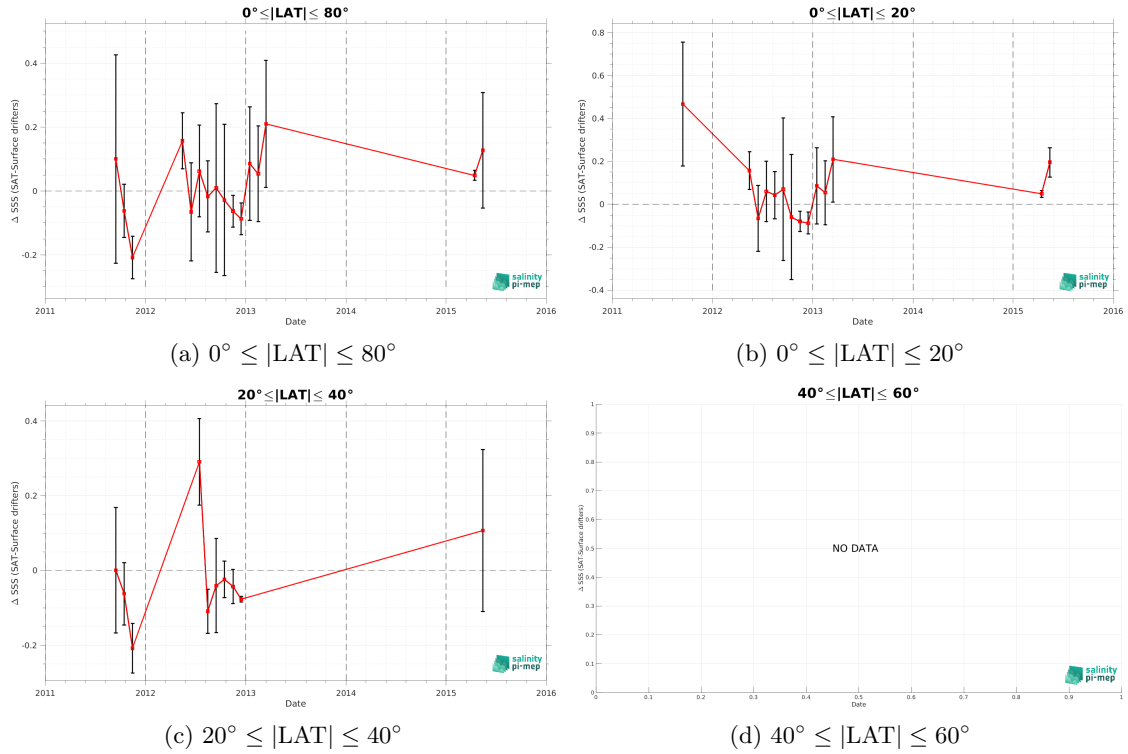 0°≤|LAT|≤ 80°
Δ SSS (SAT-Surface drifters)
0.4
0.2
0
-0.2
2011
2012
2013
2014
2015
2016
Date
salinity
pi-mep
(a) 0° ≤ |LAT| ≤ 80°
0°≤|LAT|≤ 20°
Δ SSS (SAT-Surface drifters)
0.8
0.6
0.4
0.2
0
-0.2
-0.4
2011
2012
2013
2014
2015
2016
Date
salinity
pi-mep
(b) 0° ≤ |LAT| ≤ 20°
20°≤|LAT|≤ 40°
Δ SSS (SAT-Surface drifters)
0.4
0.2
0
-0.2
2011
2012
2013
2014
2015
2016
Date
salinity
pi-mep
(c) 20° ≤ |LAT| ≤ 40°
40°≤|LAT|≤ 60°
Δ SSS (SAT-Surface drifters)
1
0.9
0.8
0.7
0.6
0.5
0.4
0.3
0.2
0.1
0
NO DATA
0
0.1
0.2
0.3
0.4
0.5
0.6
0.7
0.8
0.9
1
Date
salinity
pi-mep
(d) 40° ≤ |LAT| ≤ 60°